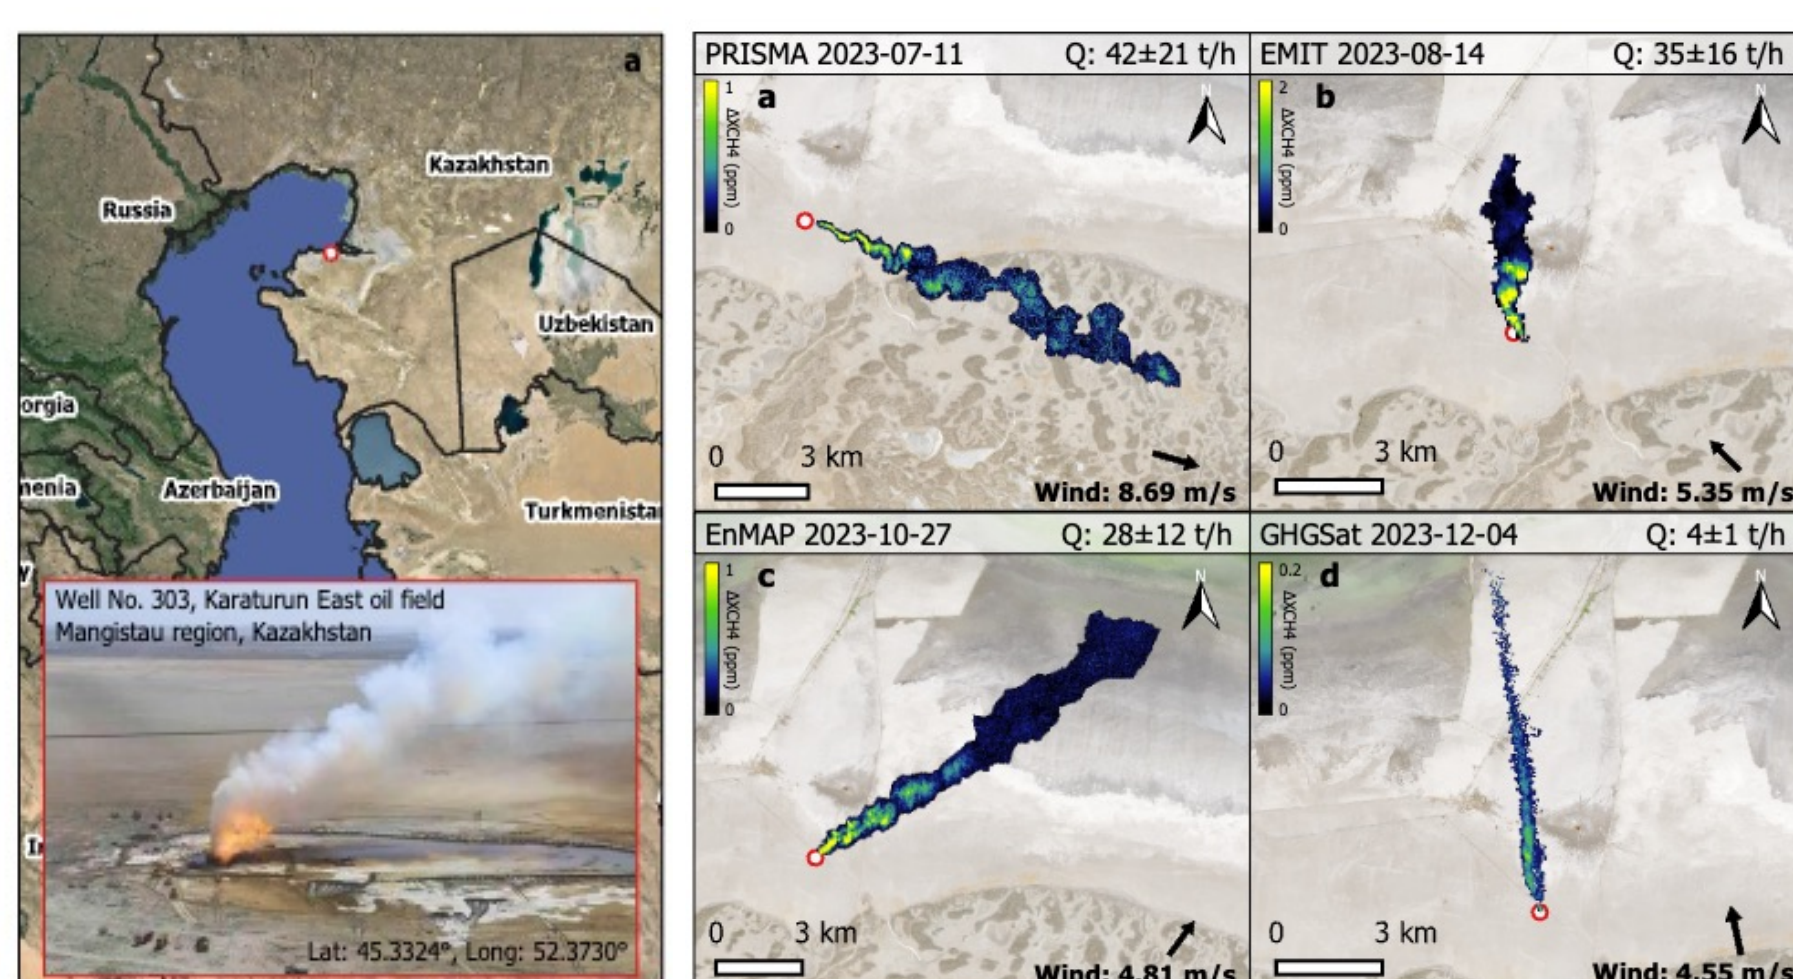 a
Kazakhstan
Russia
Uzbekistan
orgia
menia
Azerbaijan
Turkmenista
Well No. 303, Karaturun East oil field
Mangistau region, Kazakhstan
Lat: 45.3324°, Long: 52.3730°
PRISMA 2023-07-11 Q: 42±21 t/h
a
N
1
ΔXCH4 (ppm)
0
0 3 km
Wind: 8.69 m/s
EMIT 2023-08-14 Q: 35±16 t/h
b
N
2
ΔXCH4 (ppm)
0
0 3 km
Wind: 5.35 m/s
EnMAP 2023-10-27 Q: 28±12 t/h
c
N
1
ΔXCH4 (ppm)
0
0 3 km
Wind: 4.81 m/s
GHGSat 2023-12-04 Q: 4±1 t/h
d
N
0.2
ΔXCH4 (ppm)
0
0 3 km
Wind: 4.55 m/s